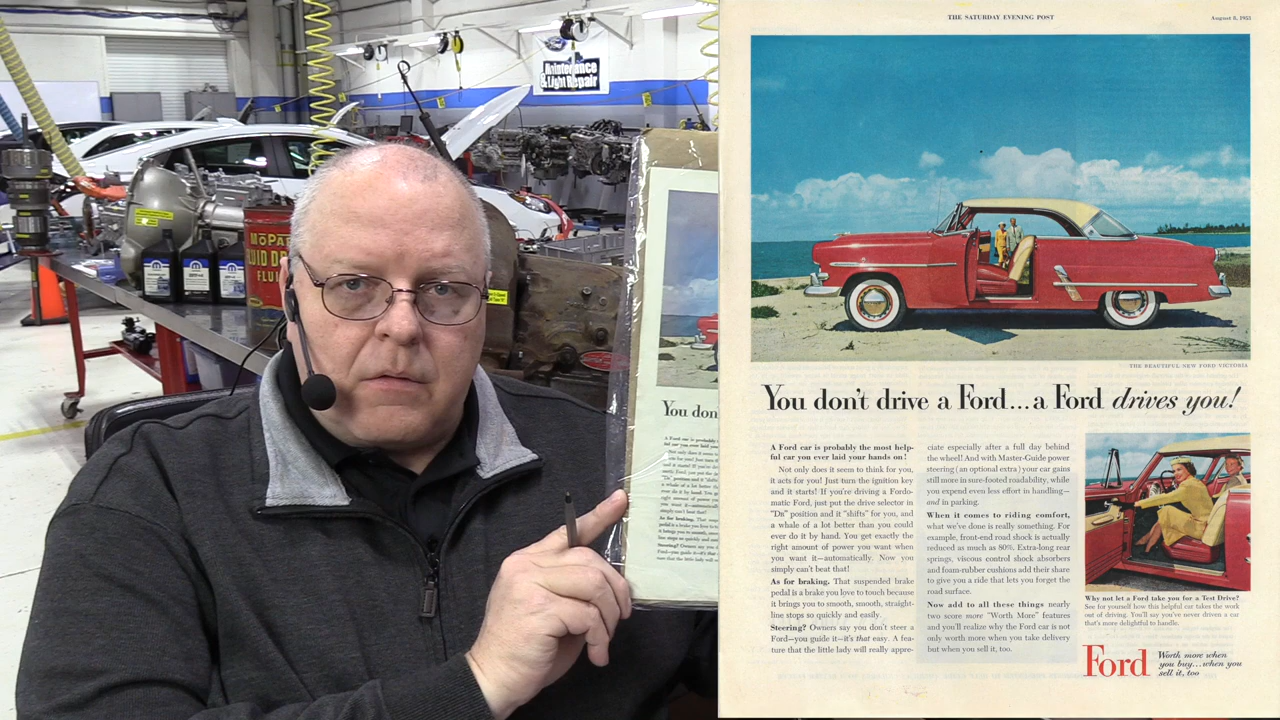 Maintenance
& Light Repair
MOPAR
FLUID DR
FLUI
You don
THE SATURDAY EVENING POST
August 8, 1953
THE BEAUTIFUL NEW FORD VICTORIA
You don't drive a Ford...a Ford drives you!
A Ford car is probably the most help-
ful car you ever laid your hands on!
Not only does it seem to think for you,
it acts for you! Just turn the ignition key
and it starts! If you're driving a Fordo-
matic Ford, just put the drive selector in
"Dn" position and it "shifts" for you, and
a whole of a lot better than you could
ever do it by hand. You get exactly the
right amount of power you want when
you want it—automatically. Now you
simply can't beat that!
As for braking. That suspended brake
pedal is a brake you love to touch because
it brings you to smooth, smooth, straight-
line stops so quickly and easily.
Steering? Owners say you don't steer a
Ford—you guide it—it's that easy. A fea-
ture that the little lady will really appre-
ciate especially after a full day behind
the wheel! And with Master-Guide power
steering (an optional extra) your car gains
still more in sure-footed roadability, while
you expend even less effort in handling—
and in parking.
When it comes to riding comfort,
what we've done is really something. For
example, front-end road shock is actually
reduced as much as 80%. Extra-long rear
springs, viscous control shock absorbers
and foam-rubber cushions add their share
to give you a ride that lets you forget the
road surface.
Now add to all these things nearly
two score more "Worth More" features
and you'll realize why the Ford car is not
only worth more when you take delivery
but when you sell it, too.
Why not let a Ford take you for a Test Drive?
See for yourself how this helpful car takes the work
out of driving. You'll say you've never driven a car
that's more delightful to handle.
Ford
Worth more when
you buy...when you
sell it, too